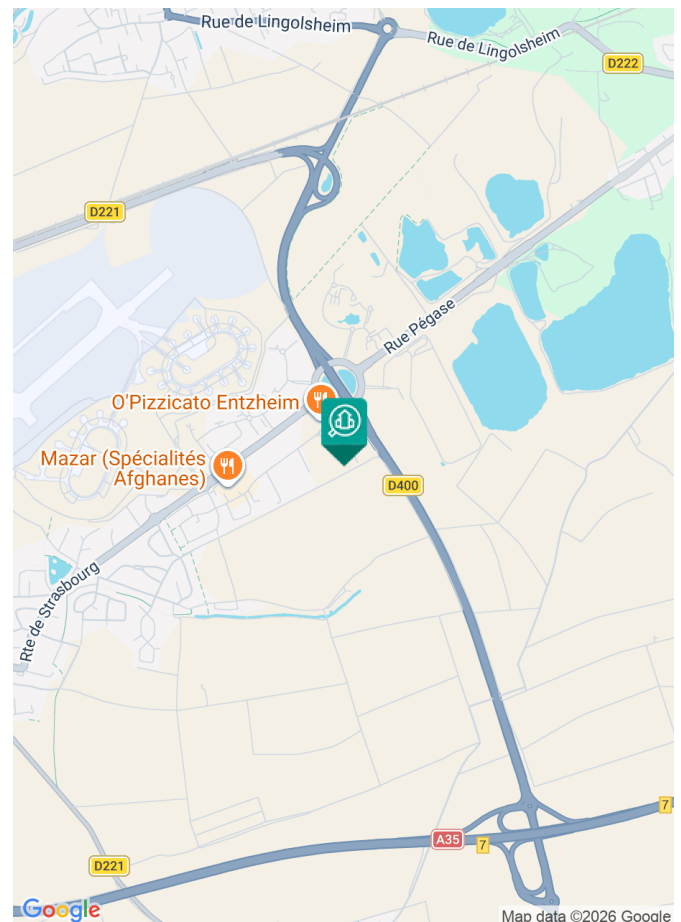 Rue de Lingolsheim
Rue de Lingolsheim
D222
D221
Rue Pégase
O'Pizzicato Entzheim
Mazar (Spécialités
Afghanes)
D400
Rte de Strasbourg
7
A35
7
D221
Google
Map data ©2026 Google